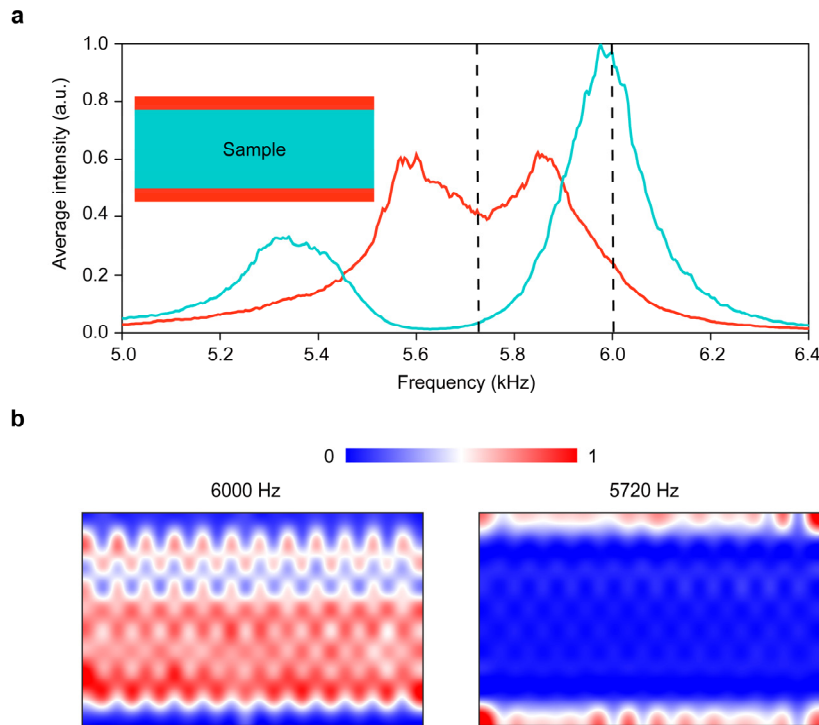 a
Average intensity (a.u.)
1.0
0.8
0.6
0.4
0.2
0.0
Sample
5.0 5.2 5.4 5.6 5.8 6.0 6.2 6.4
Frequency (kHz)
b
0 1
6000 Hz 5720 Hz